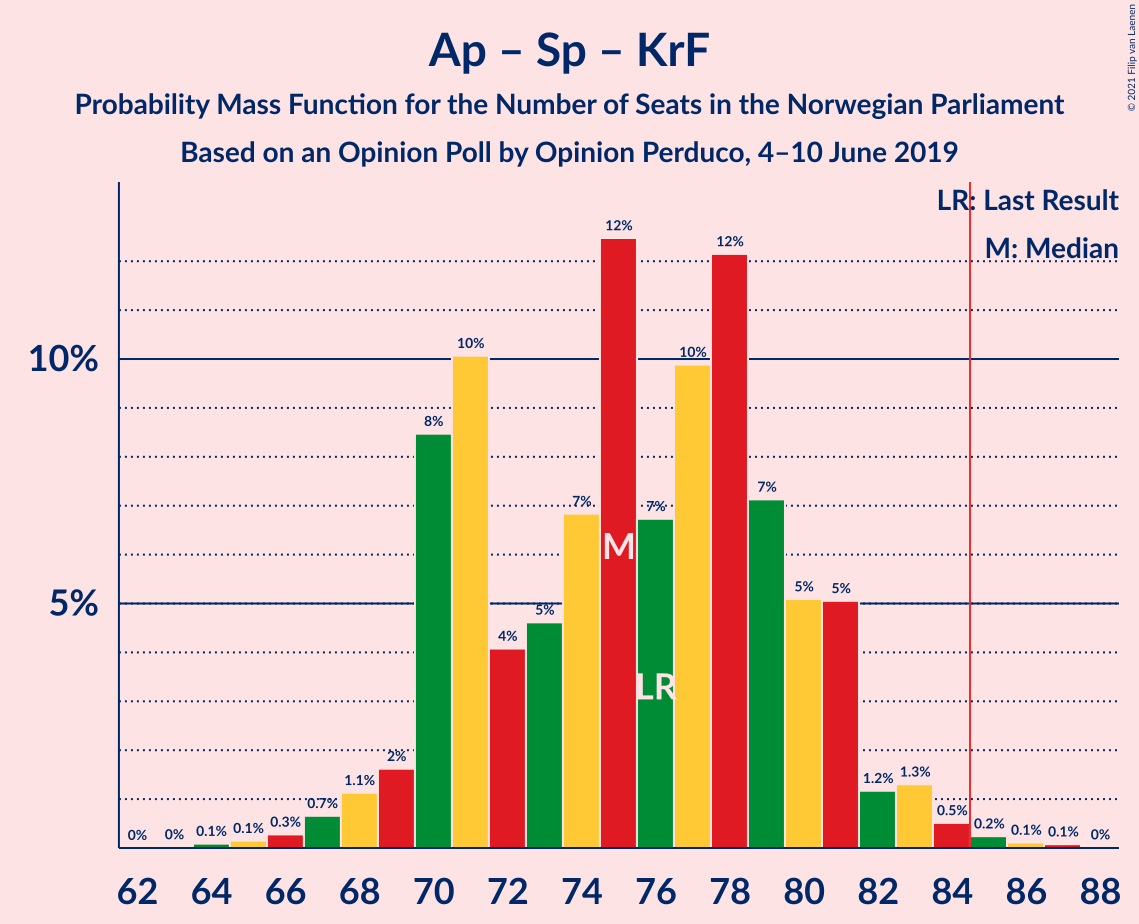 Ap – Sp – KrF
Probability Mass Function for the Number of Seats in the Norwegian Parliament
Based on an Opinion Poll by Opinion Perduco, 4–10 June 2019
© 2021 Filip van Laenen
LR: Last Result
M: Median
10%
5%
0% 0% 0.1% 0.1% 0.3% 0.7% 1.1% 2% 8% 10% 4% 5% 7% 12% 7% 10% 12% 7% 5% 5% 1.2% 1.3% 0.5% 0.2% 0.1% 0.1% 0%
M
LR
62 64 66 68 70 72 74 76 78 80 82 84 86 88